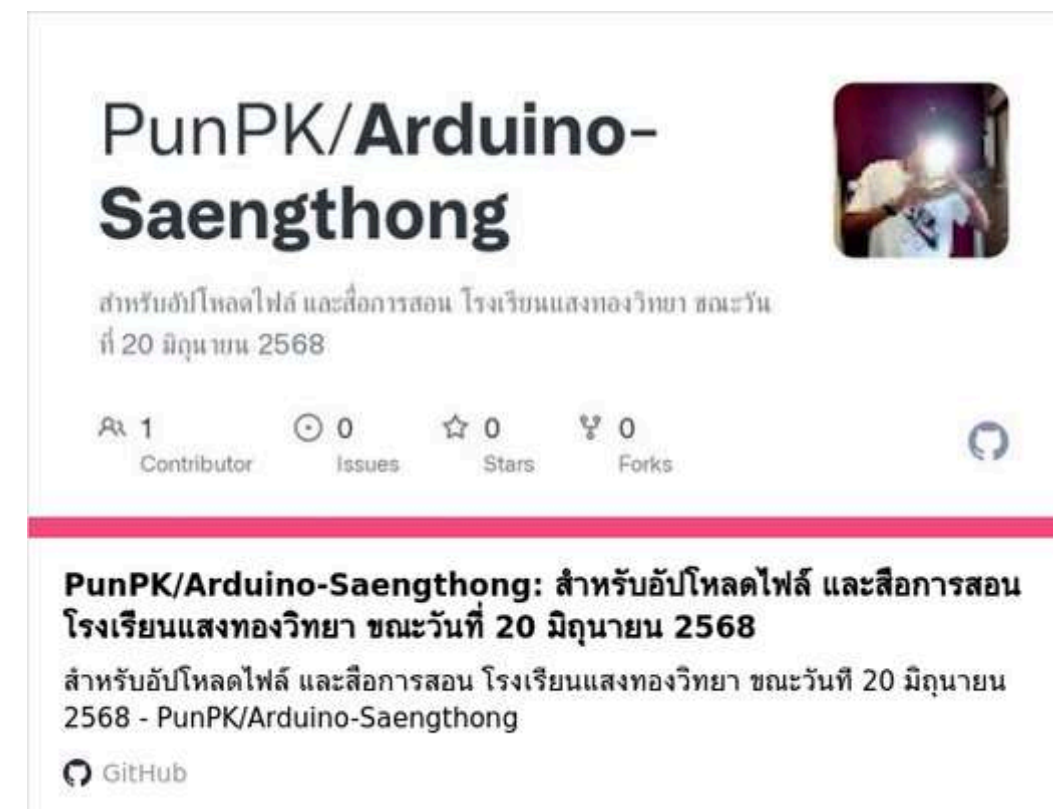 PunPK/Arduino-
Saengthong
สำหรับอัปโหลดไฟล์ และสื่อการสอน โรงเรียนแสงทองวิทยา ขณะวัน
ที่ 20 มิถุนายน 2568
1 0 0 0
Contributor Issues Stars Forks
PunPK/Arduino-Saengthong: สำหรับอัปโหลดไฟล์ และสื่อการสอน
โรงเรียนแสงทองวิทยา ขณะวันที่ 20 มิถุนายน 2568
สำหรับอัปโหลดไฟล์ และสื่อการสอน โรงเรียนแสงทองวิทยา ขณะวันที่ 20 มิถุนายน
2568 - PunPK/Arduino-Saengthong
GitHub